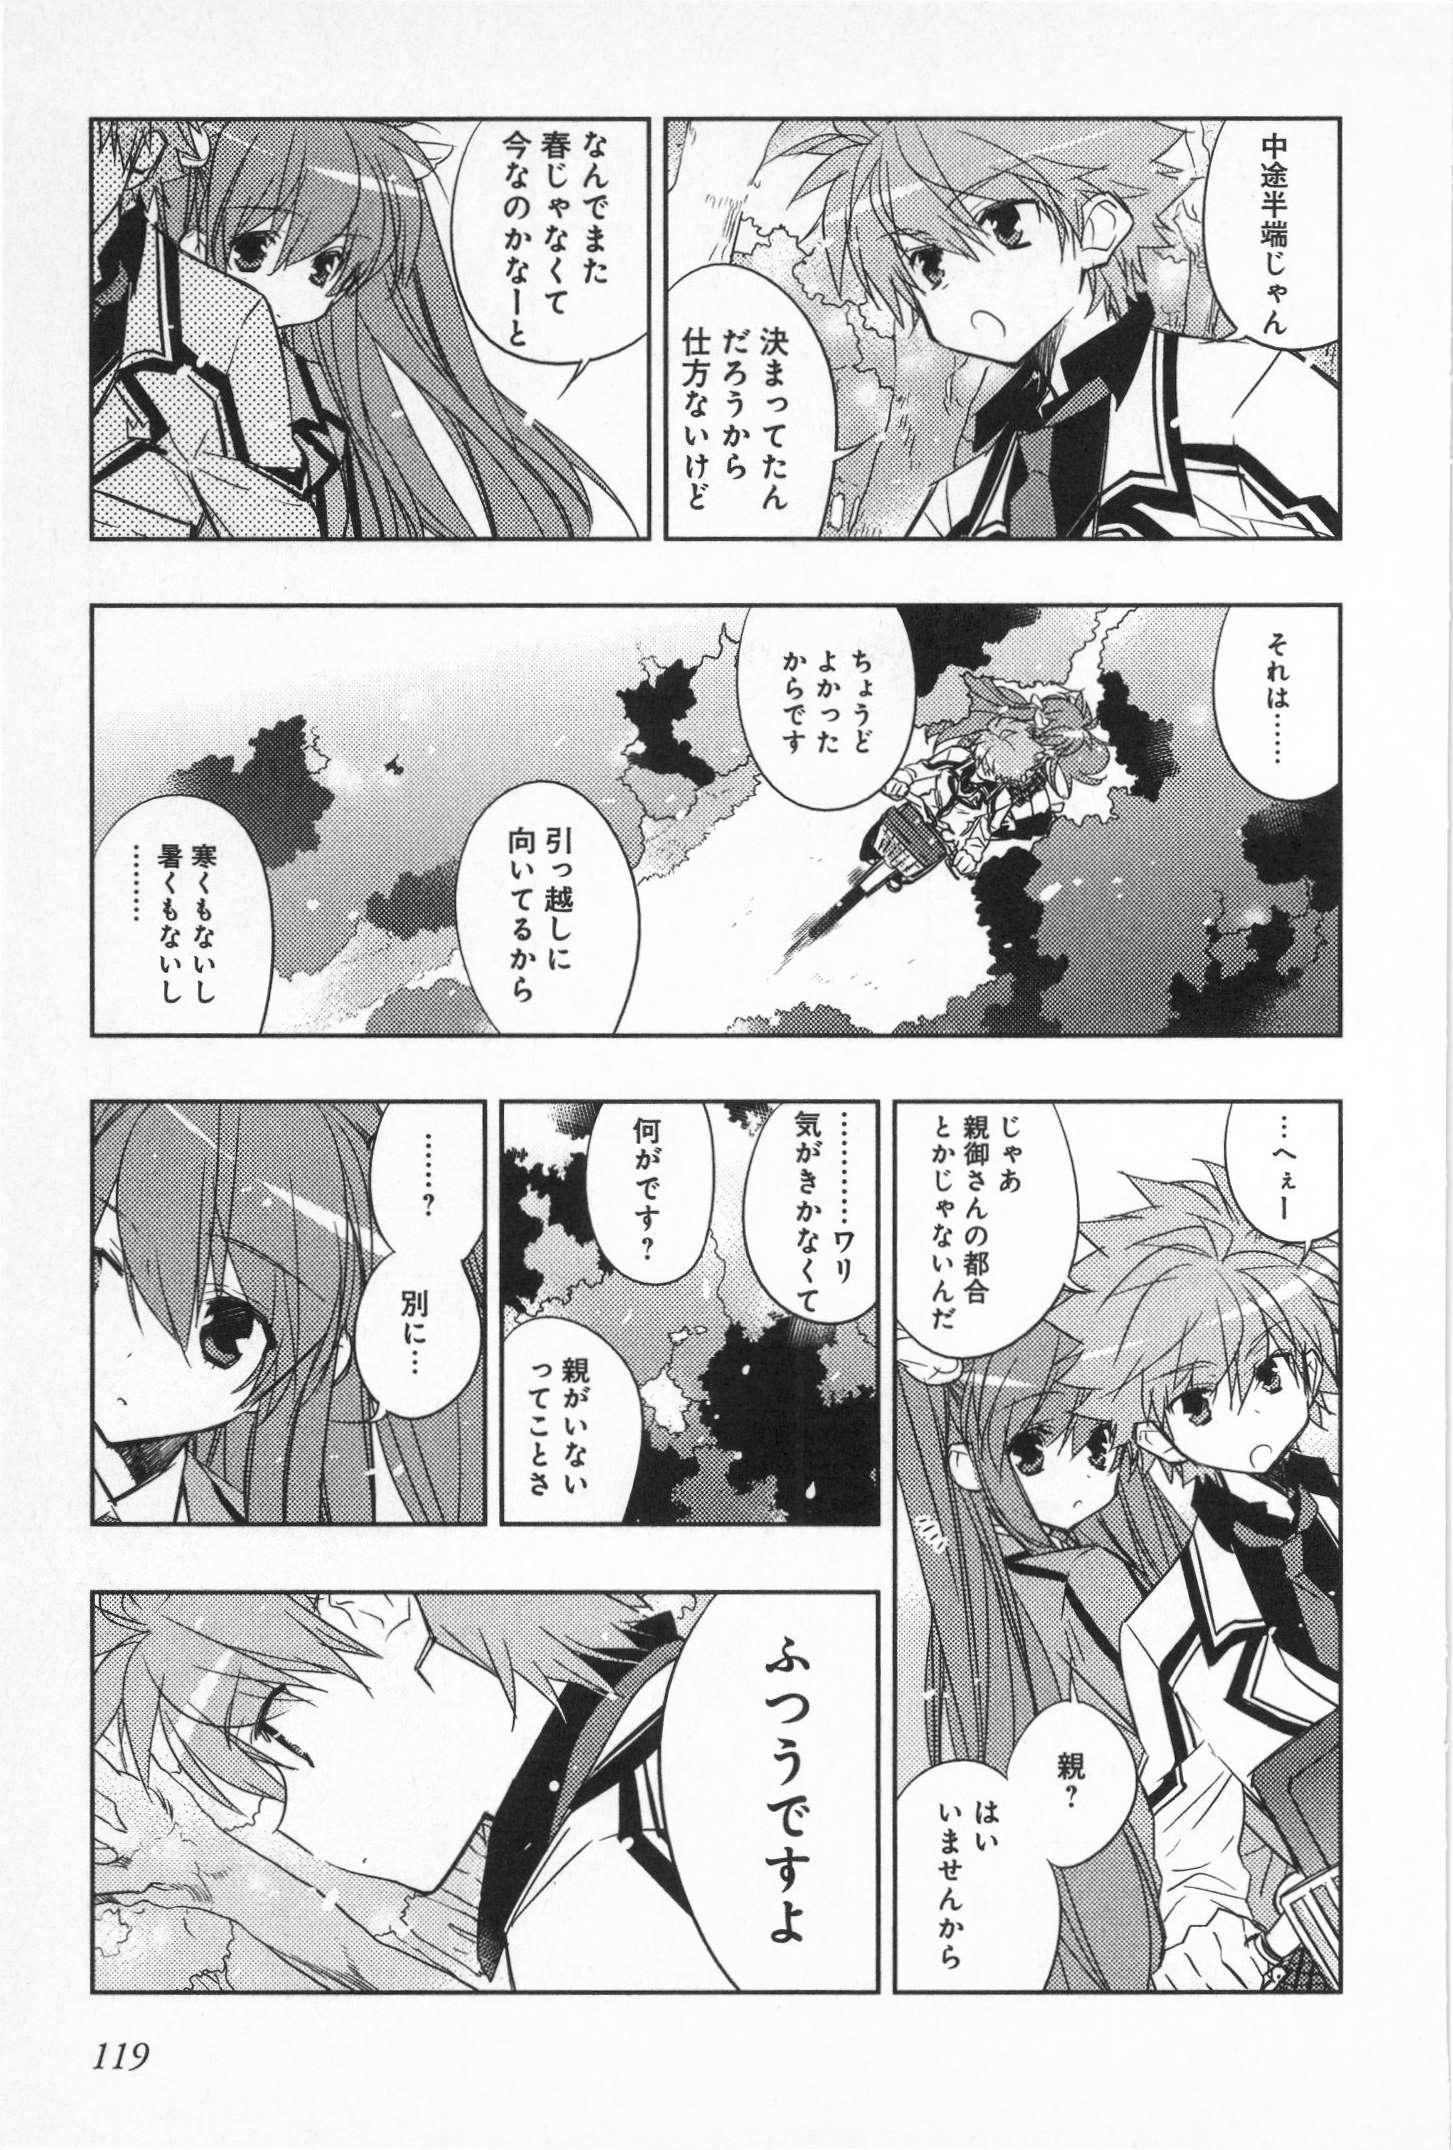 中途半端じゃん
決まってたん
だろうから
仕方ないけど
なんでまた
春じゃなくて
今なのかなーと
それは……
ちょうど
よかった
からです
引っ越しに
向いてるから
寒くもないし
暑くもないし
………
…へぇー
じゃあ
親御さんの都合
とかじゃないんだ
親?
はい
いませんから
…………ワリ
気がきかなくて
何がです?
親がいない
ってことさ
……?
別に…
ふつうですよ
119